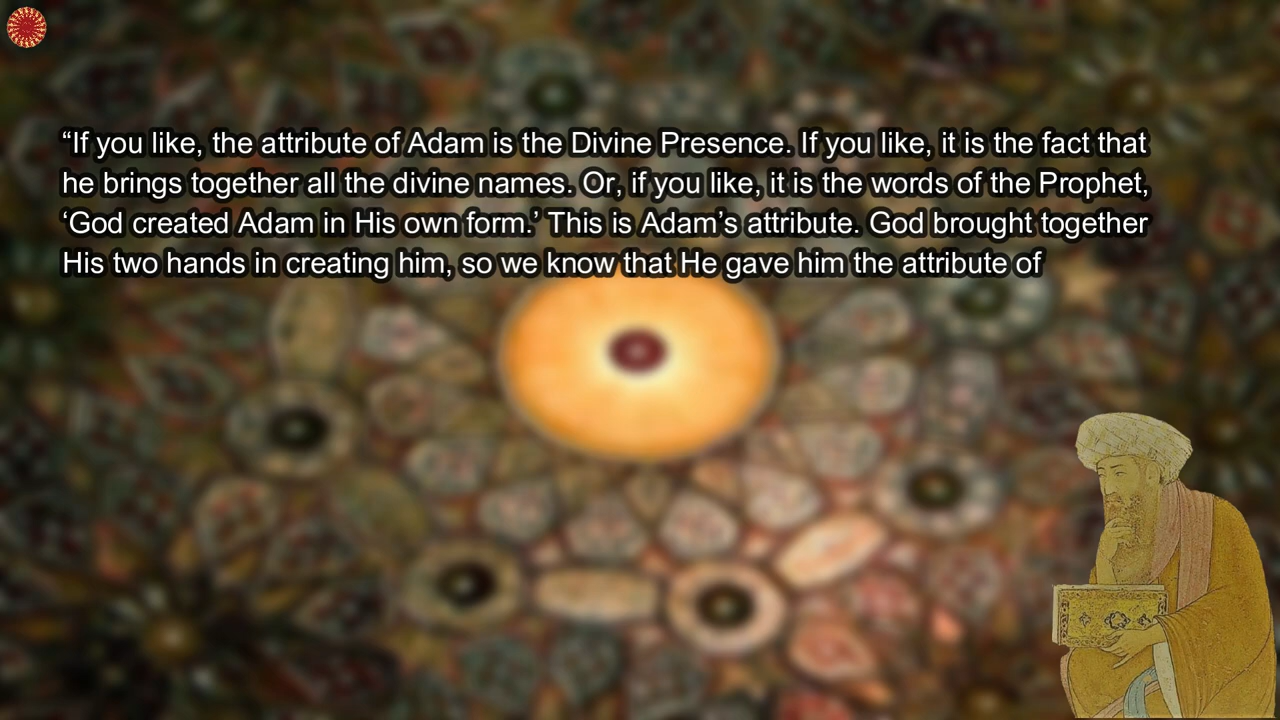 “If you like, the attribute of Adam is the Divine Presence. If you like, it is the fact that
he brings together all the divine names. Or, if you like, it is the words of the Prophet,
‘God created Adam in His own form.’ This is Adam’s attribute. God brought together
His two hands in creating him, so we know that He gave him the attribute of